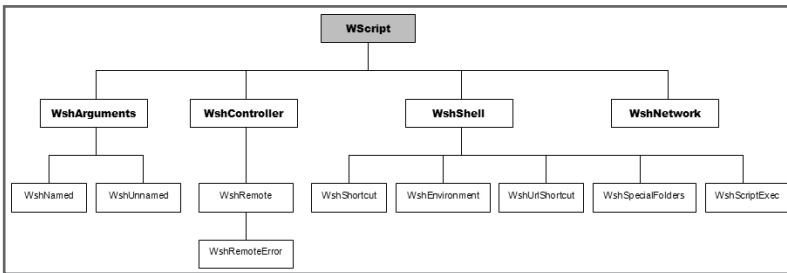 WScript
WshArguments
WshController
WshShell
WshNetwork
WshNamed
WshUnnamed
WshRemote
WshShortcut
WshEnvironment
WshUrlShortcut
WshSpecialFolders
WshScriptExec
WshRemoteError